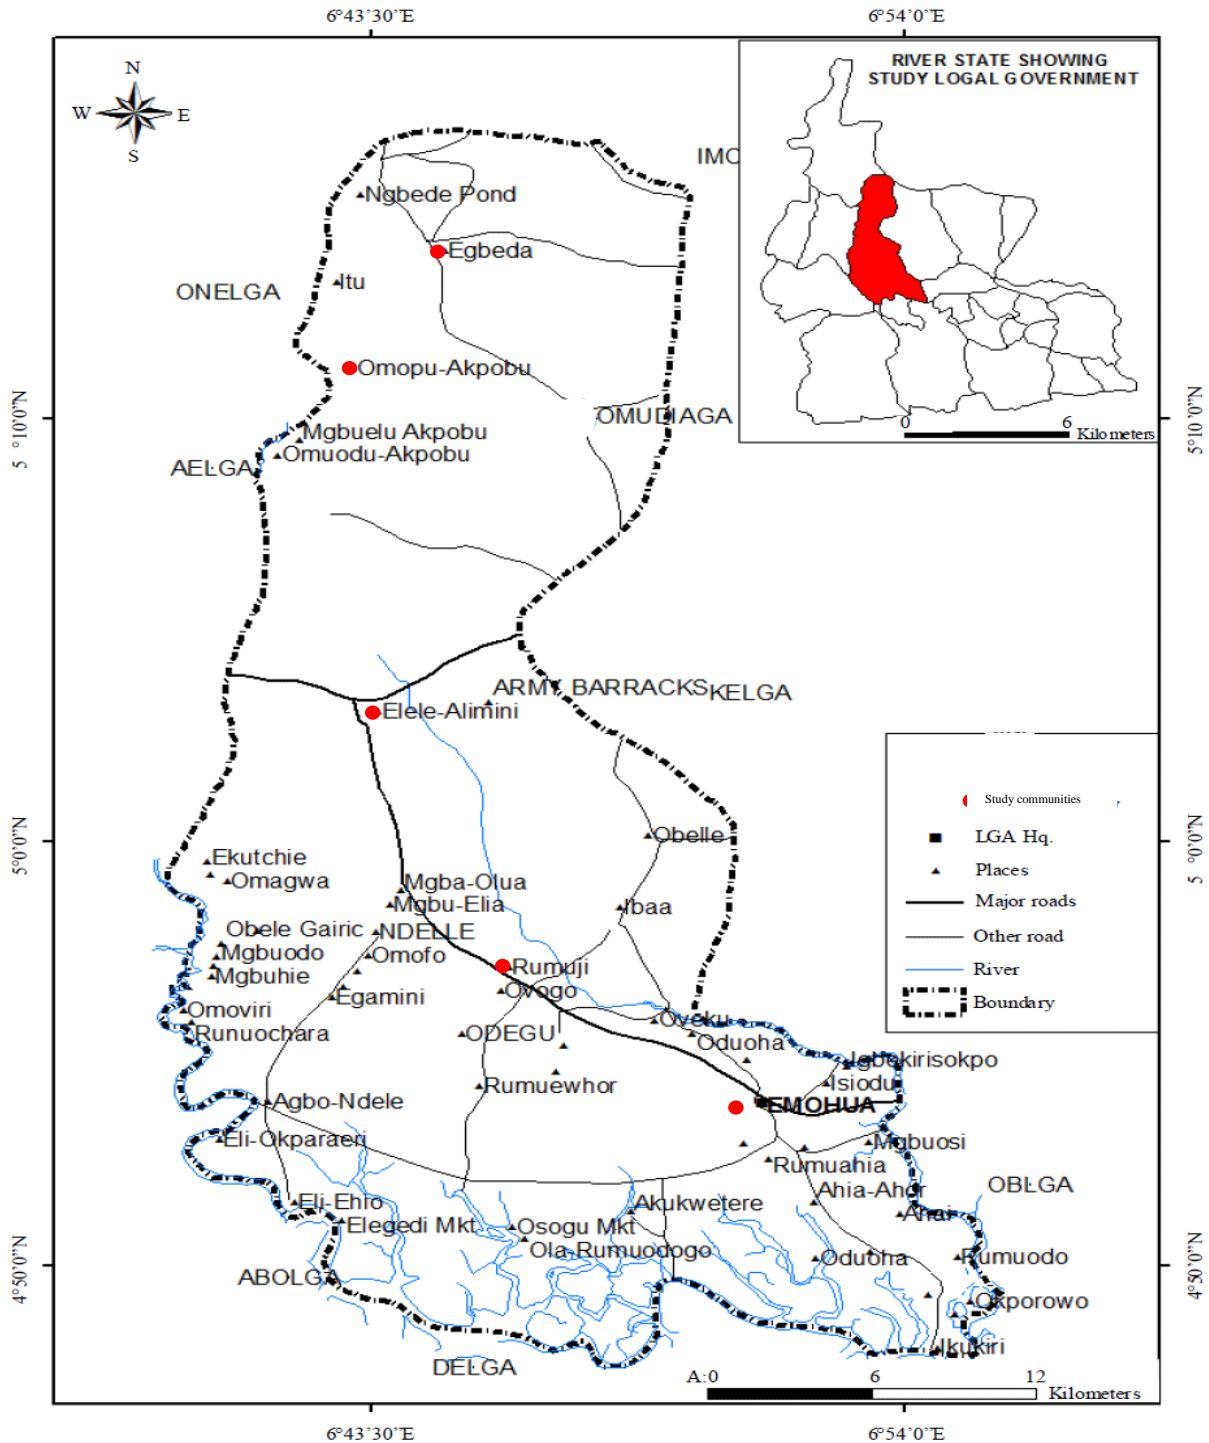 6°43'30"E
6°54'0"E
N
W
E
S
RIVER STATE SHOWING
STUDY LOGAL GOVERNMENT
IMO
Ngbede Pond
Egbeda
Itu
ONELGA
Omopu-Akpobu
OMUDIAGA
0
6
Kilometers
5°10'0"N
5°10'0"N
Mgbuelu Akpobu
Omuodu-Akpobu
AELGA
ARMY BARRACKS
KELGA
Elele-Alimini
Study communities
Obelle
LGA Hq.
5°0'0"N
5°0'0"N
Ekutchie
Omagwa
Places
Mgba-Olua
Mgbu-Elia
Ibaa
Major roads
Obele Gairic
NDELLE
Other road
Mgbuodo
Omofo
Mgbuhie
Rumuji
River
Egamini
Ovogo
Boundary
Omoviri
Runuochara
ODEGU
Oveku
Oduoha
Igbekirisokpo
Isiodu
Rumuewhor
Agbo-Ndele
EMOHUA
Eli-Okparaeri
Mgbuosi
Rumuahia
Ahia-Ahor
OBLGA
Eli-Ehro
Akukwetere
Ahai
Elegedi Mkt
Osogu Mkt
Ola-Rumuodogo
Oduoha
Rumuodo
ABOLGA
4°50'0"N
4°50'0"N
Okporowo
Ikukiri
DELGA
A:0
6
12
Kilometers
6°43'30"E
6°54'0"E